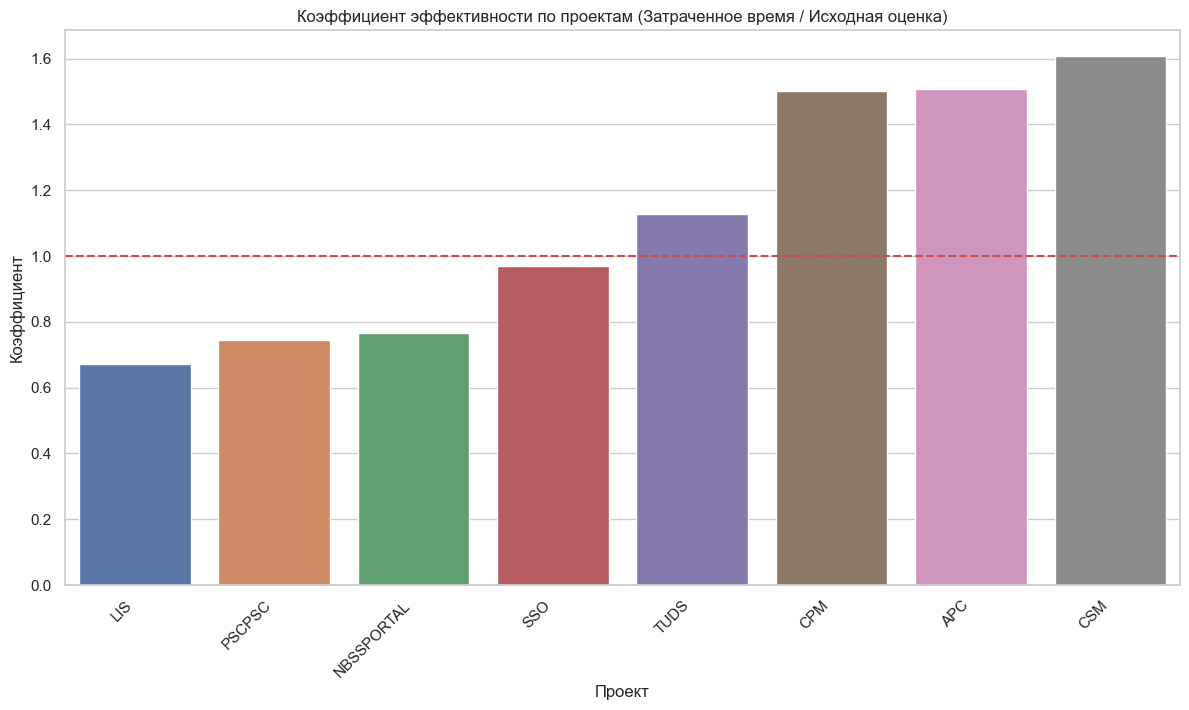 Коэффициент эффективности по проектам (Затраченное время / Исходная оценка)
Коэффициент
1.6
1.4
1.2
1.0
0.8
0.6
0.4
0.2
0.0
LIS
PSCPSC
NBSSPORTAL
SSO
TUDS
CPM
APC
CSM
Проект